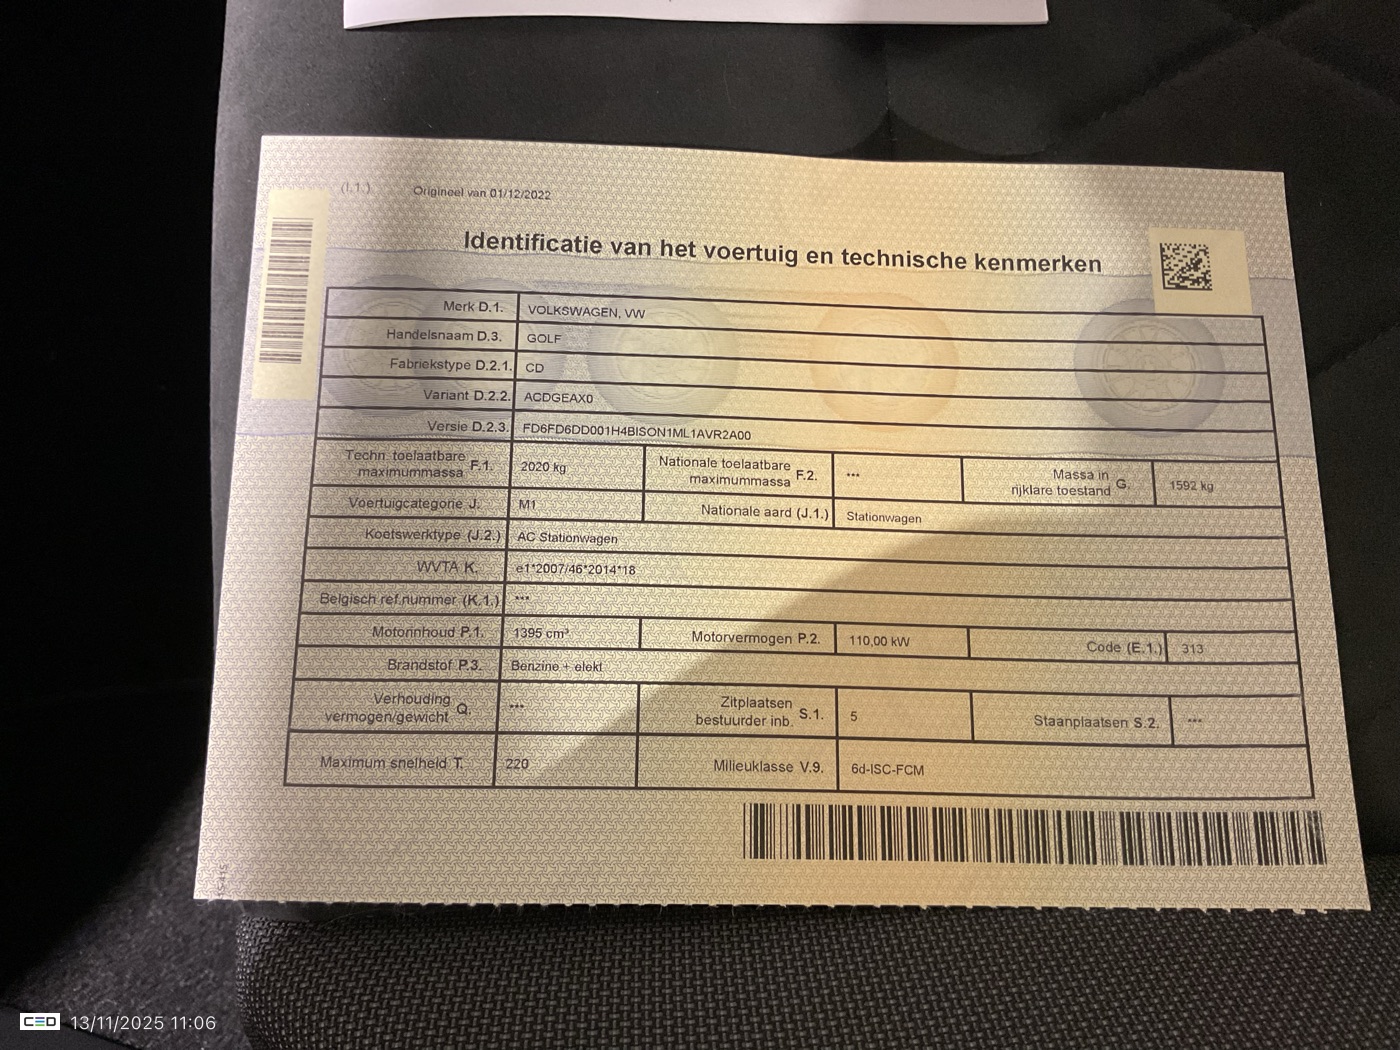 (I.1.) Origineel van 01/12/2022
Identificatie van het voertuig en technische kenmerken
Merk D.1. VOLKSWAGEN, VW
Handelsnaam D.3. GOLF
Fabriekstype D.2.1. CD
Variant D.2.2. ACDGEAX0
Versie D.2.3. FD6FD6DD001H4BISON1ML1AVR2A00
Techn. toelaatbare maximummassa F.1. 2020 kg Nationale toelaatbare maximummassa F.2. *** Massa in rijklare toestand G. 1592 kg
Voertuigcategorie J. M1 Nationale aard (J.1.) Stationwagen
Koetswerktype (J.2.) AC Stationwagen
WVTA K. e1*2007/46*2014*18
Belgisch ref.nummer (K.1.) ***
Motorinhoud P.1. 1395 cm³ Motorvermogen P.2. 110,00 kW Code (E.1.) 313
Brandstof P.3. Benzine + elekt
Verhouding vermogen/gewicht Q. *** Zitplaatsen bestuurder inb. S.1. 5 Staanplaatsen S.2. ***
Maximum snelheid T. 220 Milieuklasse V.9. 6d-ISC-FCM
CED 13/11/2025 11:06